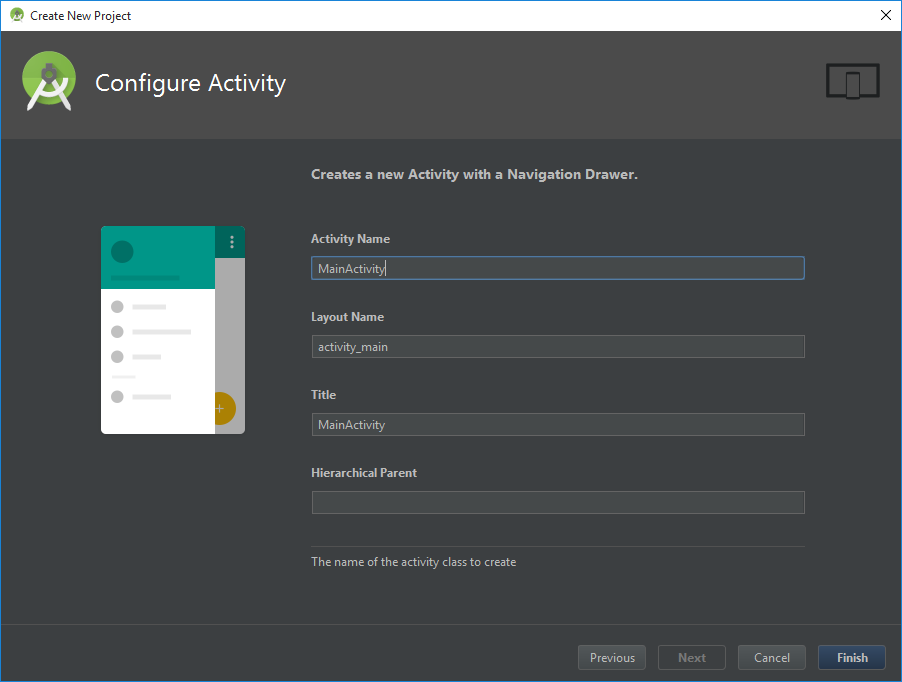 Create New Project
Configure Activity
Creates a new Activity with a Navigation Drawer.
Activity Name
MainActivity
Layout Name
activity_main
Title
MainActivity
Hierarchical Parent
The name of the activity class to create
Previous
Next
Cancel
Finish